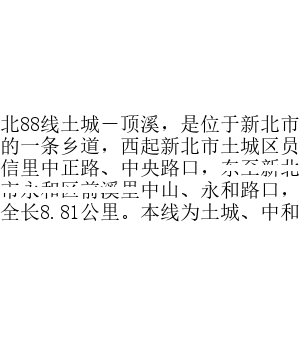 北88线土城－顶溪，是位于新北市
的一条乡道，西起新北市土城区员
信里中正路、中央路口，东至新北
市永和区前溪里中山、永和路口，
全长8.81公里。本线为土城、中和